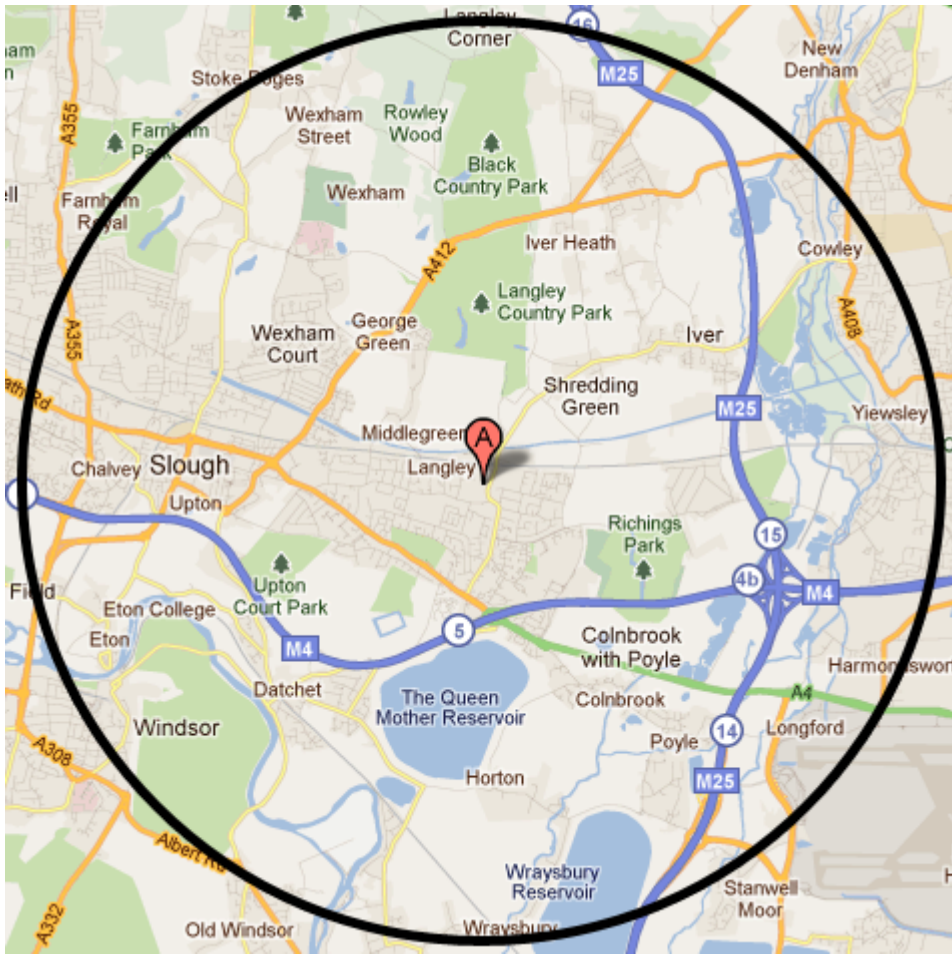 Langley
Corner
16
M25
New
Denham
Stoke Poges
A355
Farnham
Park
Wexham
Street
Rowley
Wood
Black
Country Park
Wexham
Farnham
Royal
Iver Heath
Cowley
A412
Langley
Country Park
A408
George
Green
Wexham
Court
Iver
A355
Shredding
Green
M25
Yiewsley
Middlegreen
A
Chalvey
Slough
Langley
Upton
Richings
Park
15
4b
M4
Upton
Court Park
Field
Eton College
Eton
5
M4
Colnbrook
with Poyle
Harmondswor
A4
Datchet
The Queen
Mother Reservoir
Colnbrook
Windsor
14
Longford
Poyle
A308
M25
Horton
Albert Rd
Wraysbury
Reservoir
Stanwell
Moor
A332
Old Windsor
Wraysbury